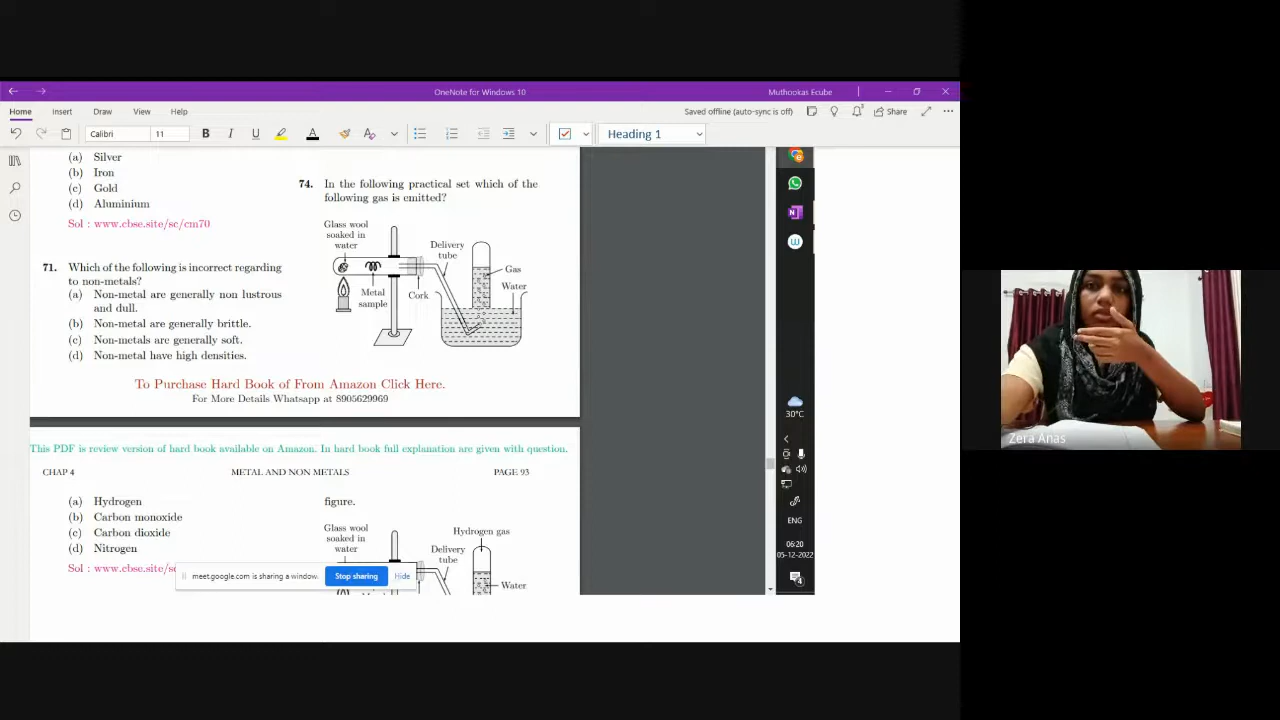 OneNote for Windows 10
Muthookas Ecube
Home Insert Draw View Help
Saved offline (auto-sync is off)
Share
Calibri 11 B I U A Heading 1
(a) Silver
(b) Iron
(c) Gold
(d) Aluminium
Sol : www.cbse.site/sc/cm70
71. Which of the following is incorrect regarding
to non-metals?
(a) Non-metal are generally non lustrous
and dull.
(b) Non-metal are generally brittle.
(c) Non-metals are generally soft.
(d) Non-metal have high densities.
74. In the following practical set which of the
following gas is emitted?
Glass wool
soaked in
water
Delivery
tube
Gas
Water
Metal
sample
Cork
To Purchase Hard Book of From Amazon Click Here.
For More Details Whatsapp at 8905629969
This PDF is review version of hard book available on Amazon. In hard book full explanation are given with question.
CHAP 4 METAL AND NON METALS PAGE 93
(a) Hydrogen
(b) Carbon monoxide
(c) Carbon dioxide
(d) Nitrogen
Sol : www.cbse.site/sc
figure.
Glass wool
soaked in
water
Hydrogen gas
Delivery
tube
Water
meet.google.com is sharing a window.
Stop sharing
Hide
30°C
ENG
06:20
05-12-2022
4
Zera Anas